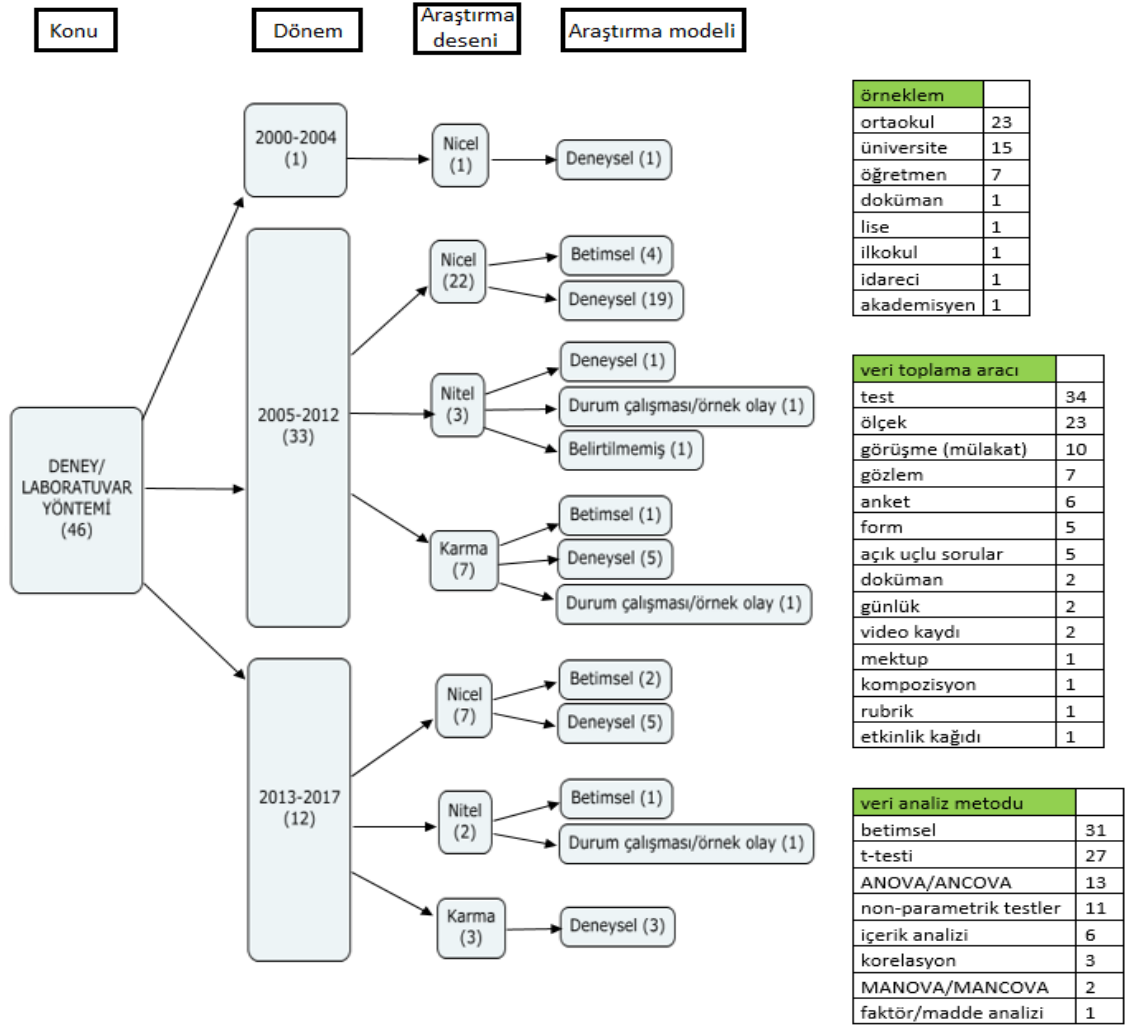 Konu
Dönem
Araştırma
deseni
Araştırma modeli
DENEY/
LABORATUVAR
YÖNTEMİ
(46)
2000-2004
(1)
Nicel
(1)
Deneysel (1)
2005-2012
(33)
Nicel
(22)
Betimsel (4)
Deneysel (19)
Nitel
(3)
Deneysel (1)
Durum çalışması/örnek olay (1)
Belirtilmemiş (1)
Karma
(7)
Betimsel (1)
Deneysel (5)
Durum çalışması/örnek olay (1)
2013-2017
(12)
Nicel
(7)
Betimsel (2)
Deneysel (5)
Nitel
(2)
Betimsel (1)
Durum çalışması/örnek olay (1)
Karma
(3)
Deneysel (3)
örneklem
ortaokul 23
üniversite 15
öğretmen 7
doküman 1
lise 1
ilkokul 1
idareci 1
akademisyen 1
veri toplama aracı
test 34
ölçek 23
görüşme (mülakat) 10
gözlem 7
anket 6
form 5
açık uçlu sorular 5
doküman 2
günlük 2
video kaydı 2
mektup 1
kompozisyon 1
rubrik 1
etkinlik kağıdı 1
veri analiz metodu
betimsel 31
t-testi 27
ANOVA/ANCOVA 13
non-parametrik testler 11
içerik analizi 6
korelasyon 3
MANOVA/MANCOVA 2
faktör/madde analizi 1